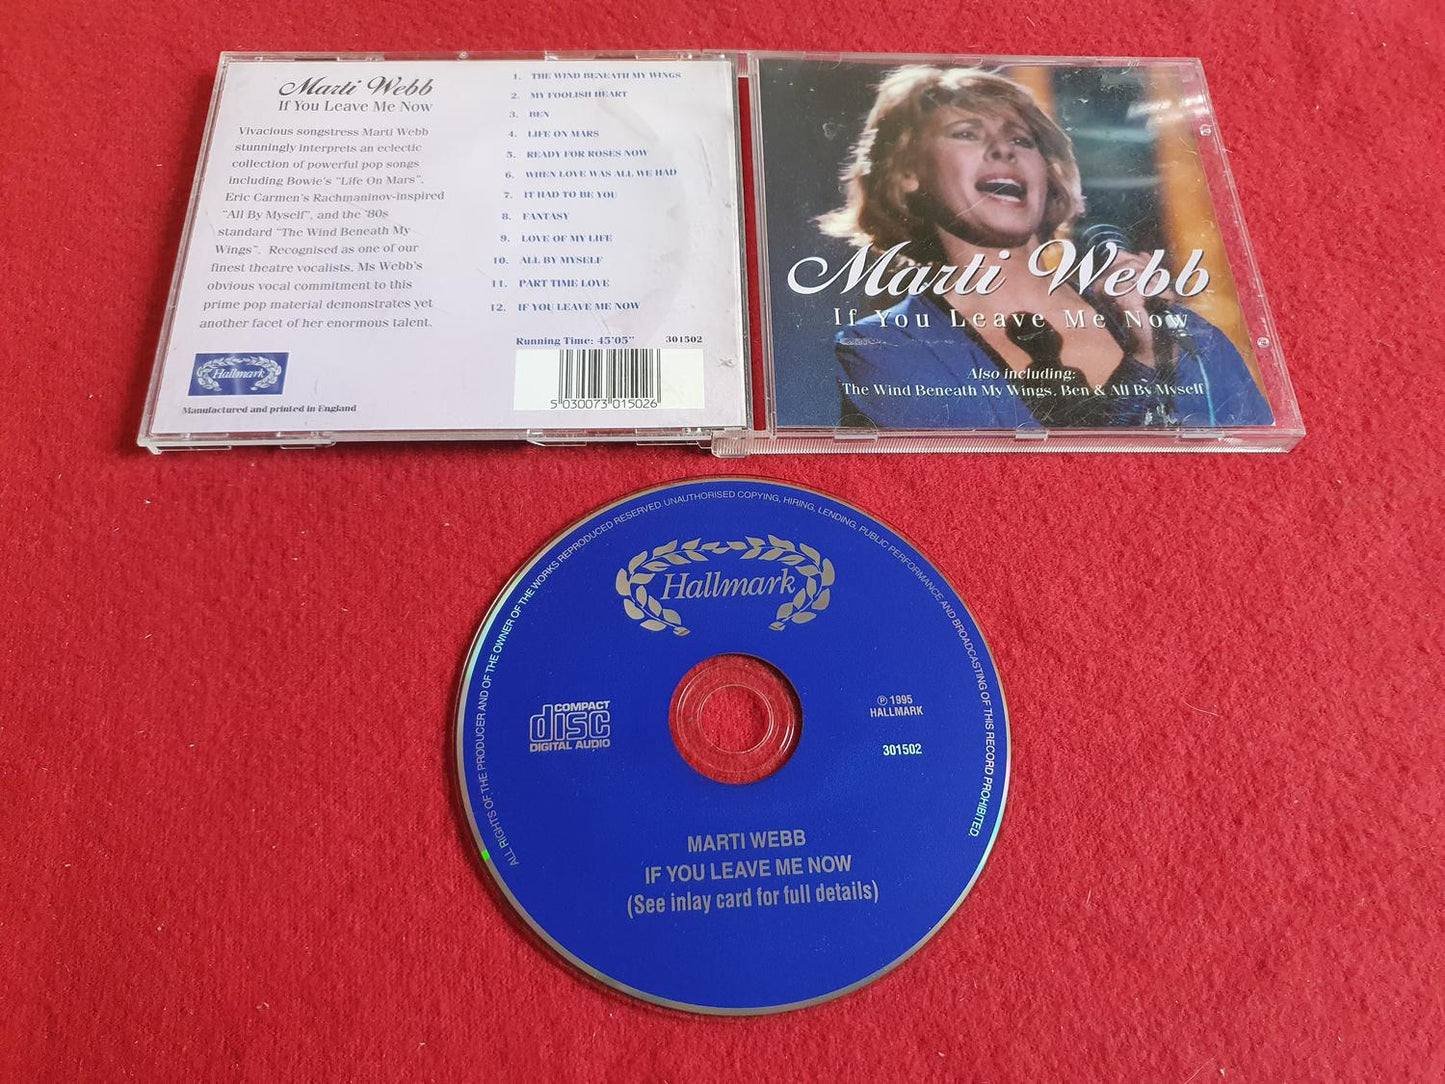 Marti Webb
If You Leave Me Now
Vivacious songstress Marti Webb
stunningly interprets an eclectic
collection of powerful pop songs
including Bowie's "Life On Mars",
Eric Carmen's Rachmaninov-inspired
"All By Myself", and the '80s
standard "The Wind Beneath My
Wings". Recognised as one of our
finest theatre vocalists, Ms Webb's
obvious vocal commitment to this
prime pop material demonstrates yet
another facet of her enormous talent.
Hallmark
Manufactured and printed in England
1. THE WIND BENEATH MY WINGS
2. MY FOOLISH HEART
3. BEN
4. LIFE ON MARS
5. READY FOR ROSES NOW
6. WHEN LOVE WAS ALL WE HAD
7. IT HAD TO BE YOU
8. FANTASY
9. LOVE OF MY LIFE
10. ALL BY MYSELF
11. PART TIME LOVE
12. IF YOU LEAVE ME NOW
Running Time: 45'05" 301502
5 030073 015026
Marti Webb
If You Leave Me Now
Also including:
The Wind Beneath My Wings, Ben & All By Myself
ALL RIGHTS OF THE PRODUCER AND OF THE OWNER OF THE WORKS REPRODUCED RESERVED. UNAUTHORISED COPYING, HIRING, LENDING, PUBLIC PERFORMANCE AND BROADCASTING OF THIS RECORD PROHIBITED.
Hallmark
COMPACT
disc
DIGITAL AUDIO
℗ 1995
HALLMARK
301502
MARTI WEBB
IF YOU LEAVE ME NOW
(See inlay card for full details)